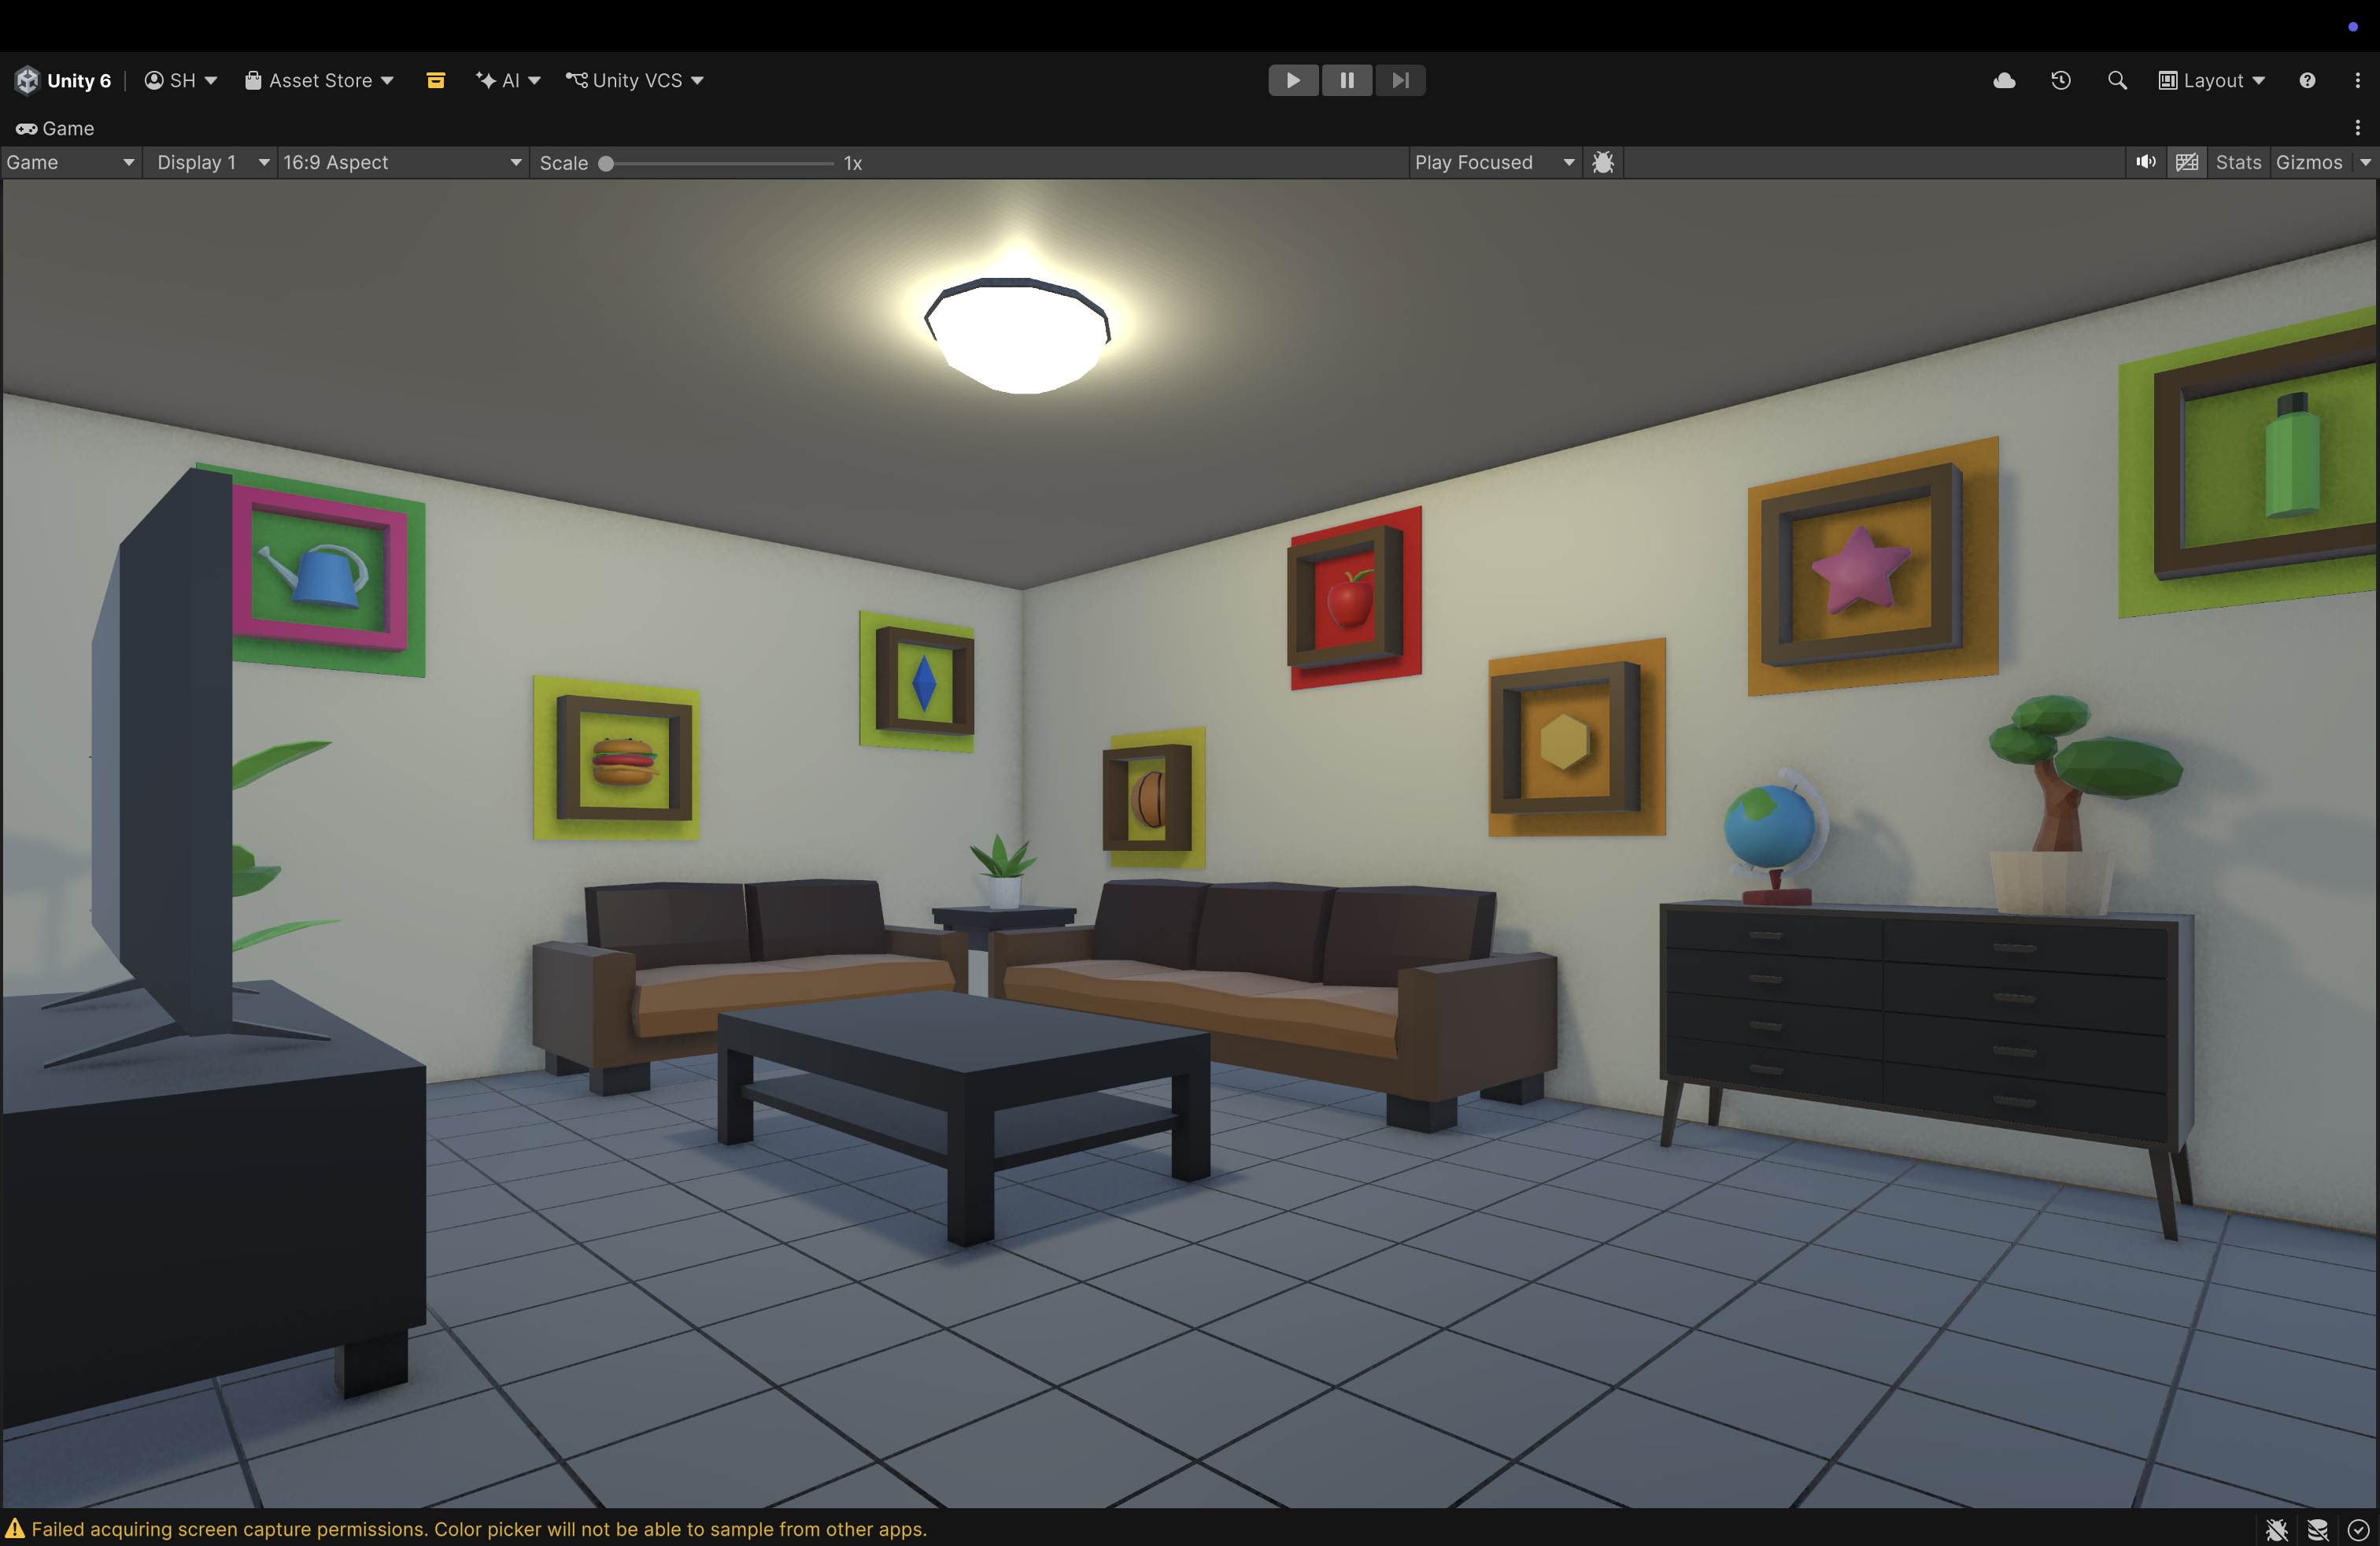 Unity 6 SH Asset Store AI Unity VCS Layout
Game
Game Display 1 16:9 Aspect Scale 1x Play Focused Stats Gizmos
Failed acquiring screen capture permissions. Color picker will not be able to sample from other apps.